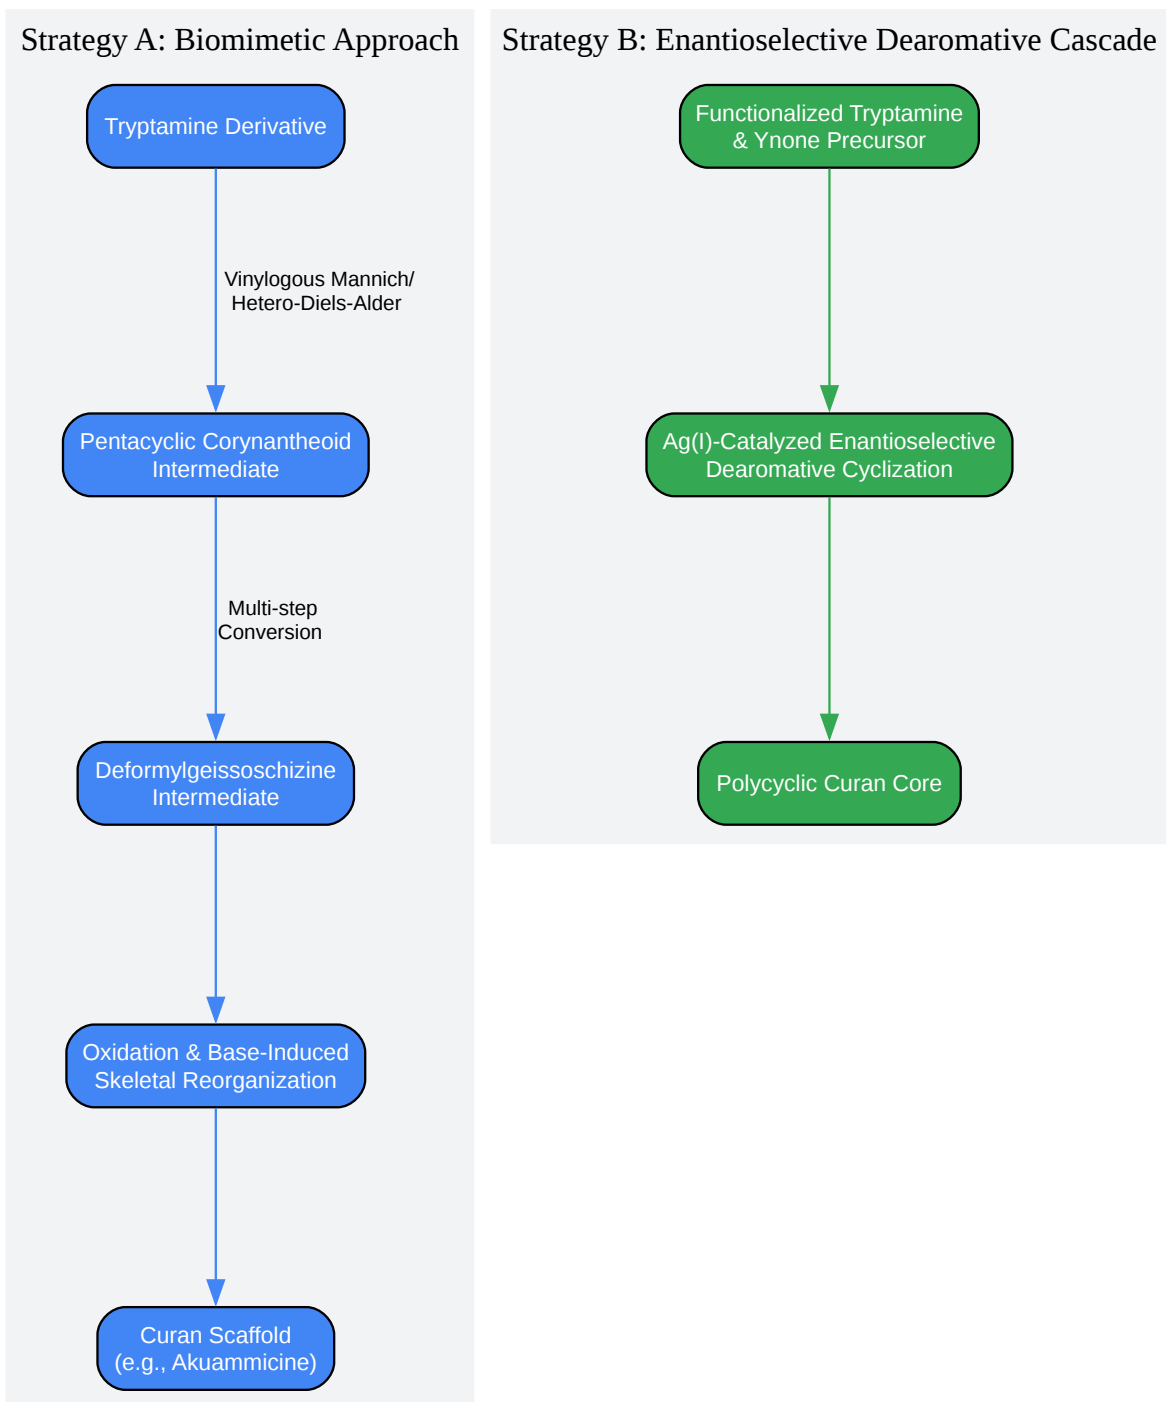 Strategy A: Biomimetic Approach
Tryptamine Derivative
Vinylogous Mannich/
Hetero-Diels-Alder
Pentacyclic Corynantheoid
Intermediate
Multi-step
Conversion
Deformylgeissoschizine
Intermediate
Oxidation & Base-Induced
Skeletal Reorganization
Curan Scaffold
(e.g., Akuammicine)
Strategy B: Enantioselective Dearomative Cascade
Functionalized Tryptamine
& Ynone Precursor
Ag(I)-Catalyzed Enantioselective
Dearomative Cyclization
Polycyclic Curan Core